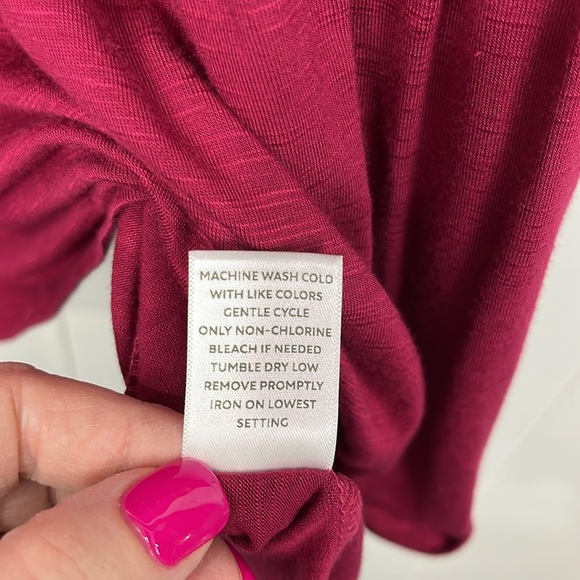 MACHINE WASH COLD
WITH LIKE COLORS
GENTLE CYCLE
ONLY NON-CHLORINE
BLEACH IF NEEDED
TUMBLE DRY LOW
REMOVE PROMPTLY
IRON ON LOWEST
SETTING